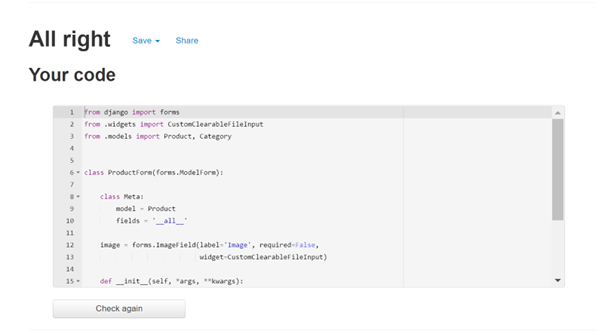 All right Save Share
Your code
1 from django import forms
2 from .widgets import CustomClearableFileInput
3 from .models import Product, Category
4
5
6 class ProductForm(forms.ModelForm):
7
8 class Meta:
9 model = Product
10 fields = '__all__'
11
12 image = forms.ImageField(label='Image', required=False,
13 widget=CustomClearableFileInput)
14
15 def __init__(self, *args, **kwargs):
Check again